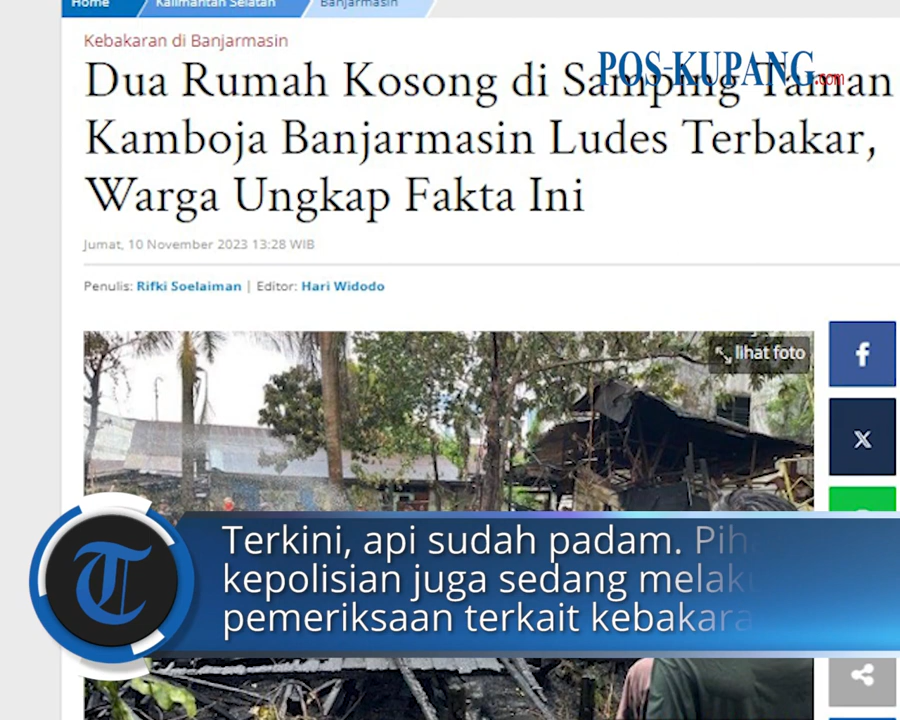 Home
Kalimantan Selatan
Banjarmasin
Kebakaran di Banjarmasin
POS-KUPANG.com
Dua Rumah Kosong di Samping Taman
Kamboja Banjarmasin Ludes Terbakar,
Warga Ungkap Fakta Ini
Jumat, 10 November 2023 13:28 WIB
Penulis: Rifki Soelaiman | Editor: Hari Widodo
lihat foto
Terkini, api sudah padam.
kepolisian juga sedang
pemeriksaan terkait